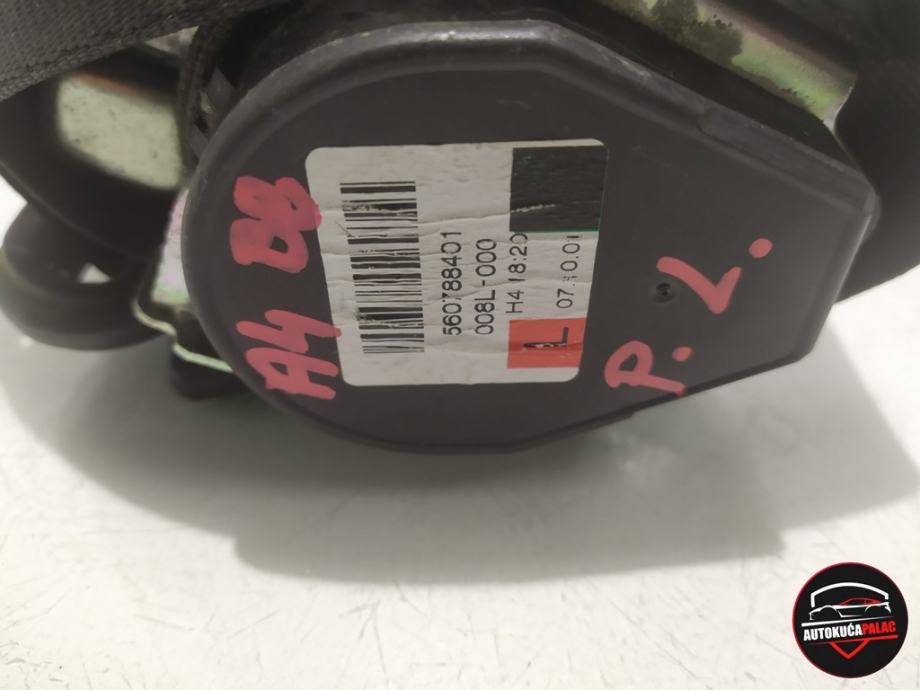 A4 B8
560788401
008L-000
H4 18:20
L
P. L.
AUTOKUĆAPALAC